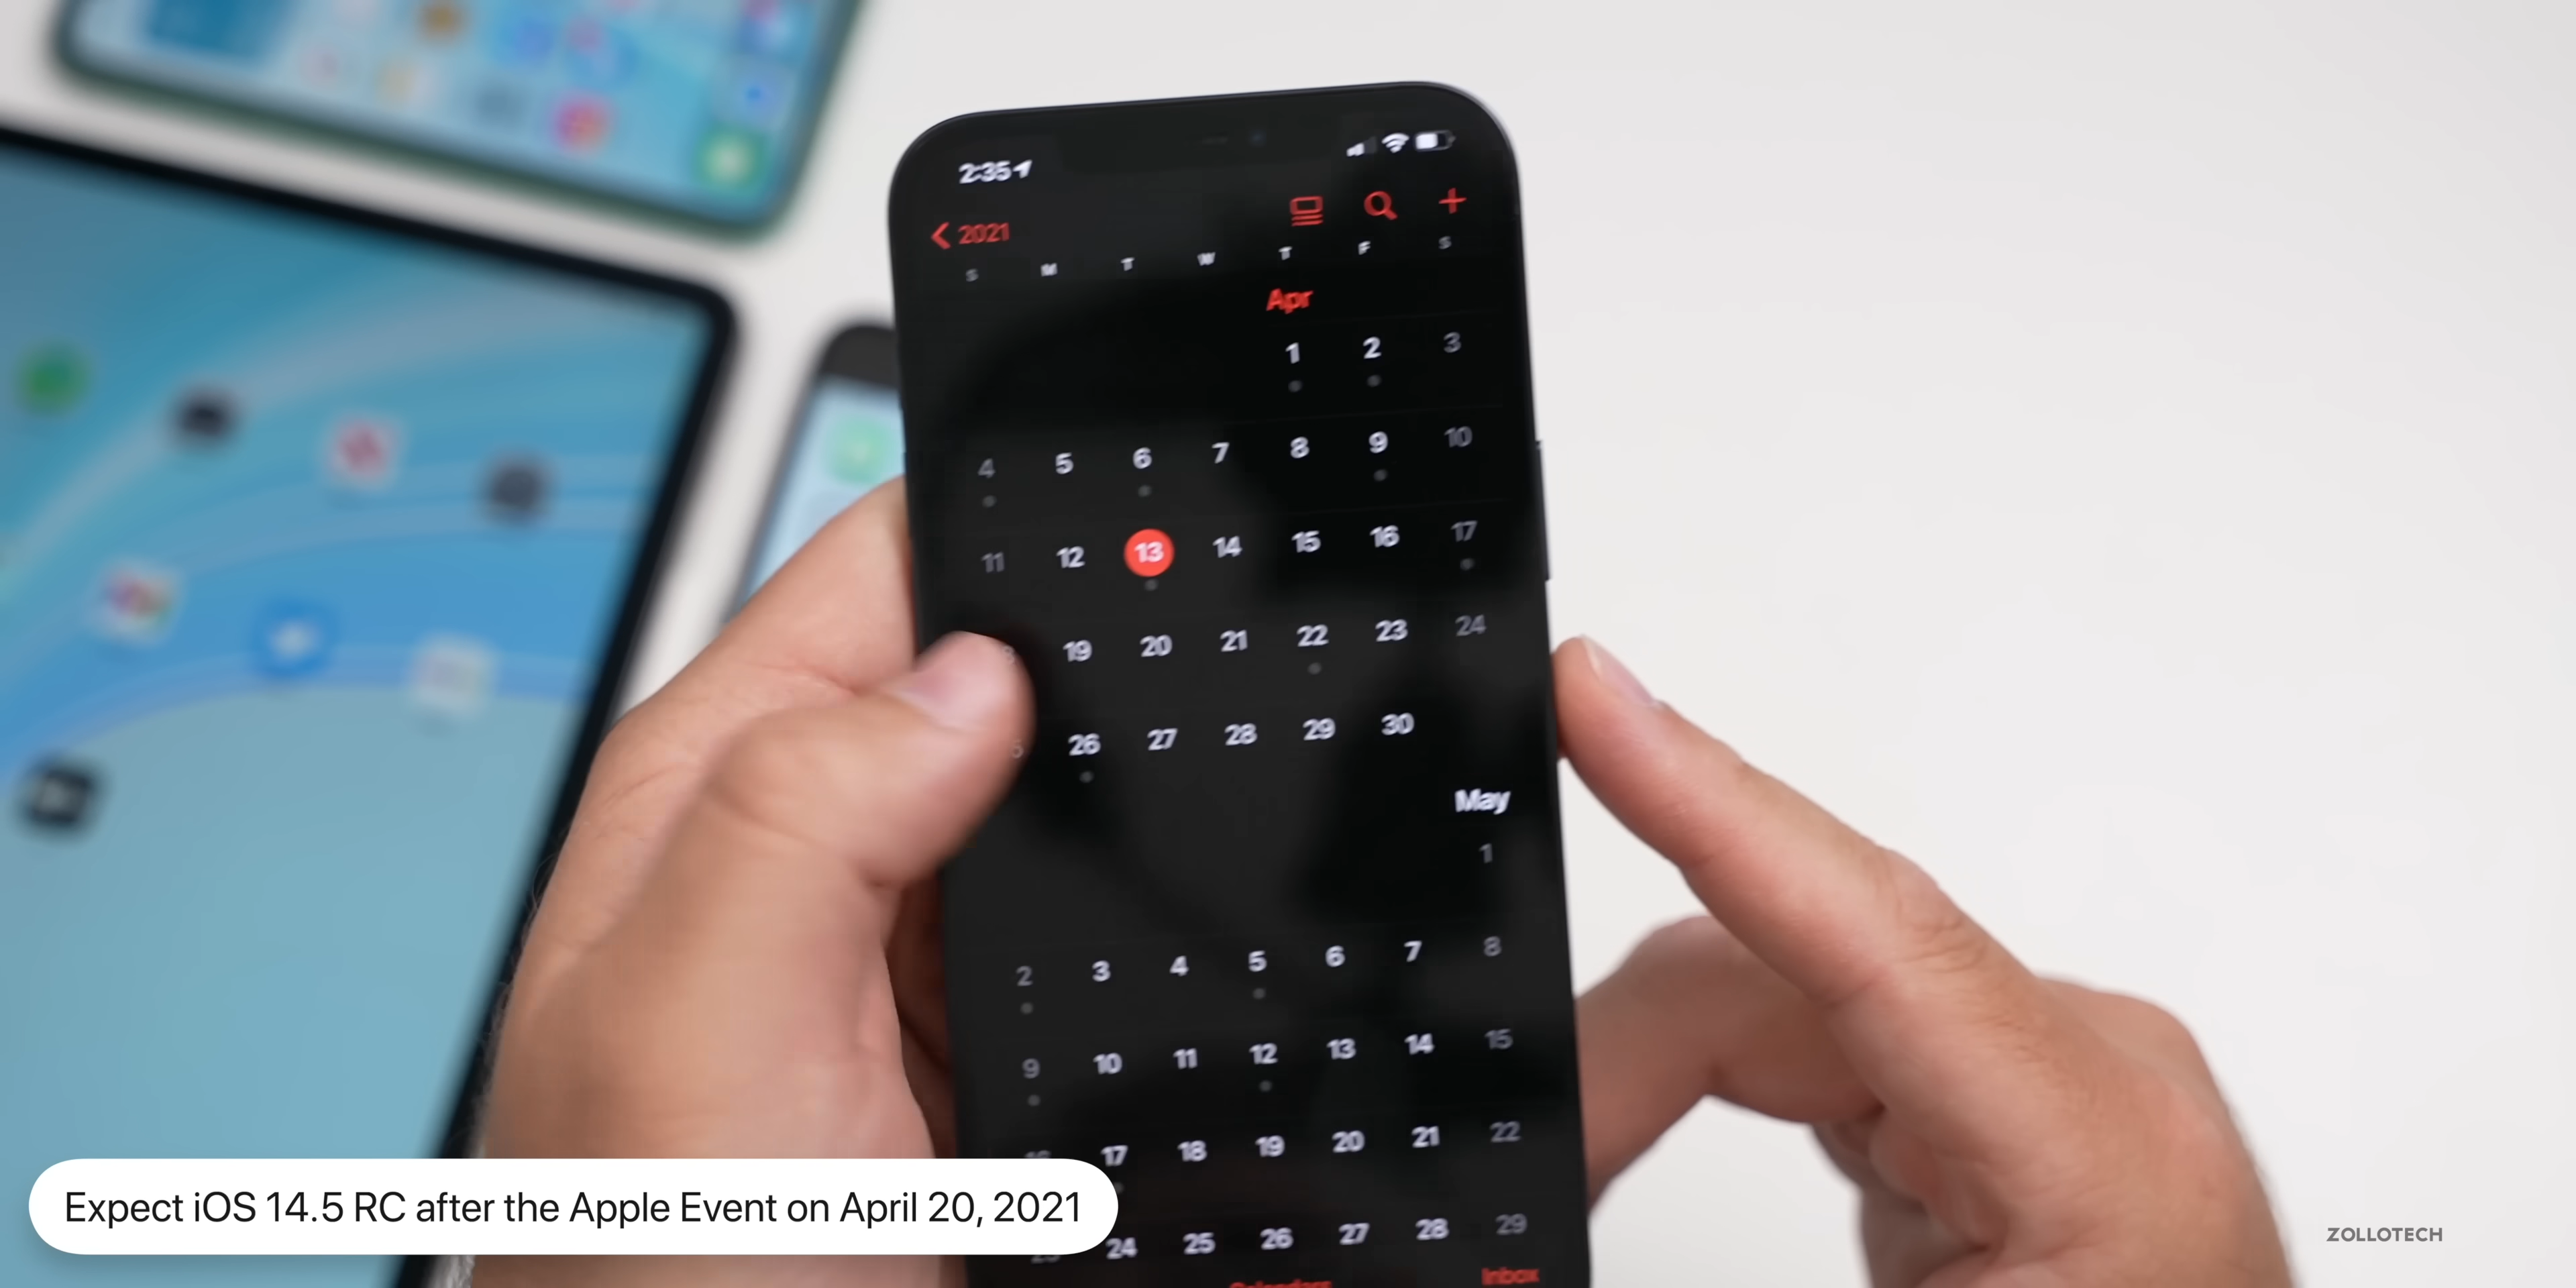 2:35
2021
S M T W T F S
Apr
1 2 3
4 5 6 7 8 9 10
11 12 13 14 15 16 17
19 20 21 22 23 24
26 27 28 29 30
May
1
2 3 4 5 6 7 8
9 10 11 12 13 14 15
17 18 19 20 21 22
24 25 26 27 28 29
Calendars Inbox
Expect iOS 14.5 RC after the Apple Event on April 20, 2021
ZOLLOTECH